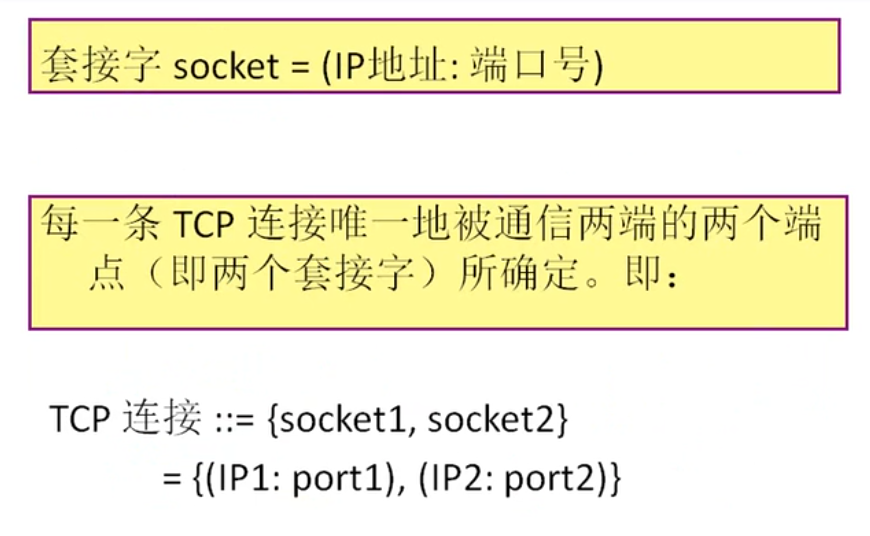 套接字 socket = (IP地址: 端口号)
每一条 TCP 连接唯一地被通信两端的两个端
点（即两个套接字）所确定。即：
TCP 连接 ::= {socket1, socket2}
= {(IP1: port1), (IP2: port2)}